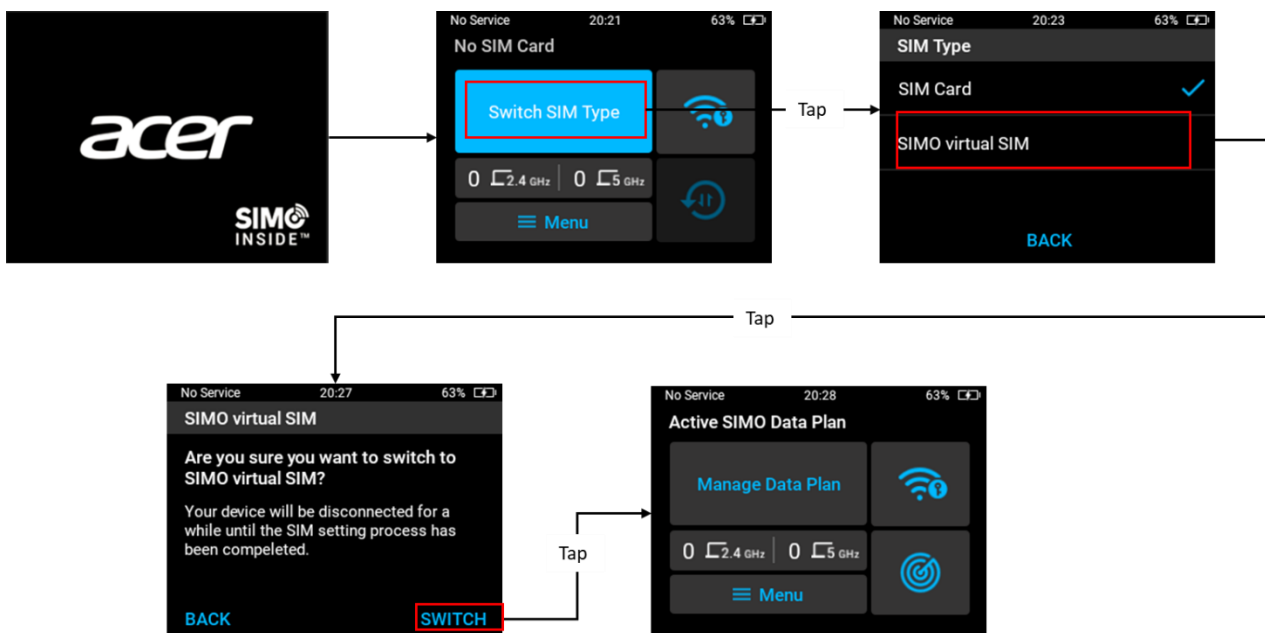 acer
SIMO
INSIDE™
No Service 20:21 63%
No SIM Card
Switch SIM Type
0 2.4 GHz 0 5 GHz
Menu
Tap
No Service 20:23 63%
SIM Type
SIM Card
SIMO virtual SIM
BACK
Tap
No Service 20:27 63%
SIMO virtual SIM
Are you sure you want to switch to
SIMO virtual SIM?
Your device will be disconnected for a
while until the SIM setting process has
been compeleted.
BACK SWITCH
Tap
No Service 20:28 63%
Active SIMO Data Plan
Manage Data Plan
0 2.4 GHz 0 5 GHz
Menu